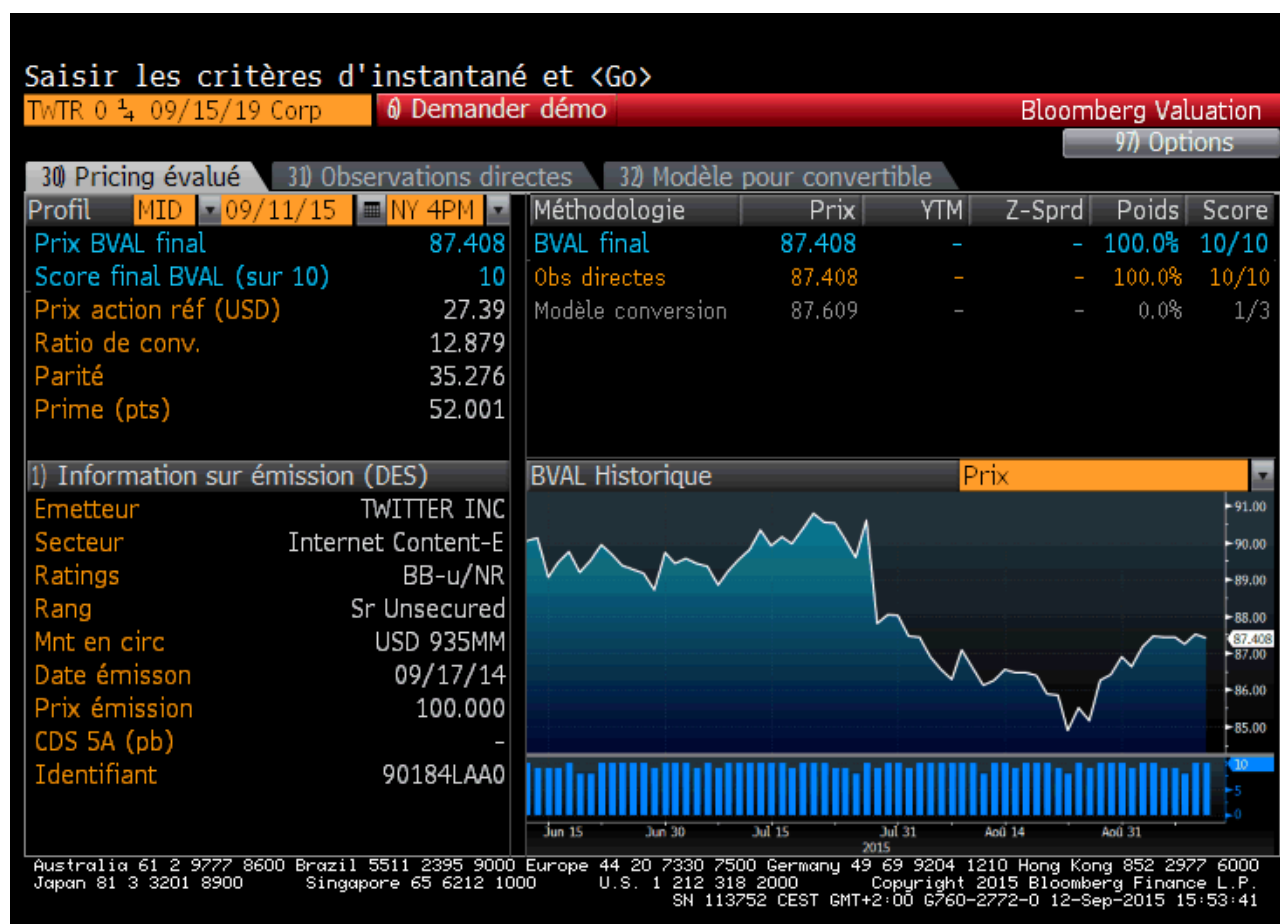 Saisir les critères d'instantané et <Go>
TWTR 0 ¼ 09/15/19 Corp 6) Demander démo Bloomberg Valuation
97) Options
30) Pricing évalué 31) Observations directes 32) Modèle pour convertible
Profil MID 09/11/15 NY 4PM Méthodologie Prix YTM Z-Sprd Poids Score
Prix BVAL final 87.408 BVAL final 87.408 - - 100.0% 10/10
Score final BVAL (sur 10) 10 Obs directes 87.408 - - 100.0% 10/10
Prix action réf (USD) 27.39 Modèle conversion 87.609 - - 0.0% 1/3
Ratio de conv. 12.879
Parité 35.276
Prime (pts) 52.001
1) Information sur émission (DES) BVAL Historique Prix
Emetteur TWITTER INC
Secteur Internet Content-E
Ratings BB-u/NR
Rang Sr Unsecured
Mnt en circ USD 935MM
Date émisson 09/17/14
Prix émission 100.000
CDS 5A (pb) -
Identifiant 90184LAA0
91.00
90.00
89.00
88.00
87.408
87.00
86.00
85.00
10
5
0
Jun 15 Jun 30 Jul 15 Jul 31 Aoû 14 Aoû 31
2015
Australia 61 2 9777 8600 Brazil 5511 2395 9000 Europe 44 20 7330 7500 Germany 49 69 9204 1210 Hong Kong 852 2977 6000
Japan 81 3 3201 8900 Singapore 65 6212 1000 U.S. 1 212 318 2000 Copyright 2015 Bloomberg Finance L.P.
SN 113752 CEST GMT+2:00 G760-2772-0 12-Sep-2015 15:53:41